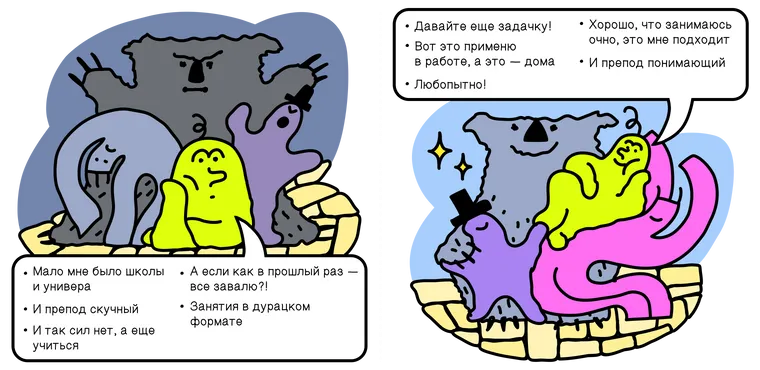 • Мало мне было школы
и универа
• И препод скучный
• И так сил нет, а еще
учиться
• А если как в прошлый раз —
все завалю?!
• Занятия в дурацком
формате
• Давайте еще задачку!
• Вот это применю
в работе, а это — дома
• Любопытно!
• Хорошо, что занимаюсь
очно, это мне подходит
• И препод понимающий